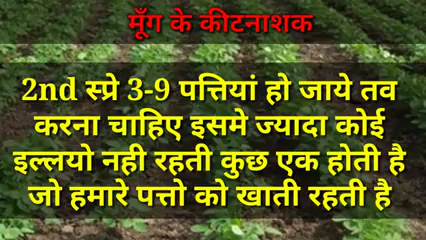 मूँग के कीटनाशक
2nd स्प्रे 3-9 पत्तियां हो जाये तव
करना चाहिए इसमे ज्यादा कोई
इल्लयो नही रहती कुछ एक होती है
जो हमारे पत्तो को खाती रहती है